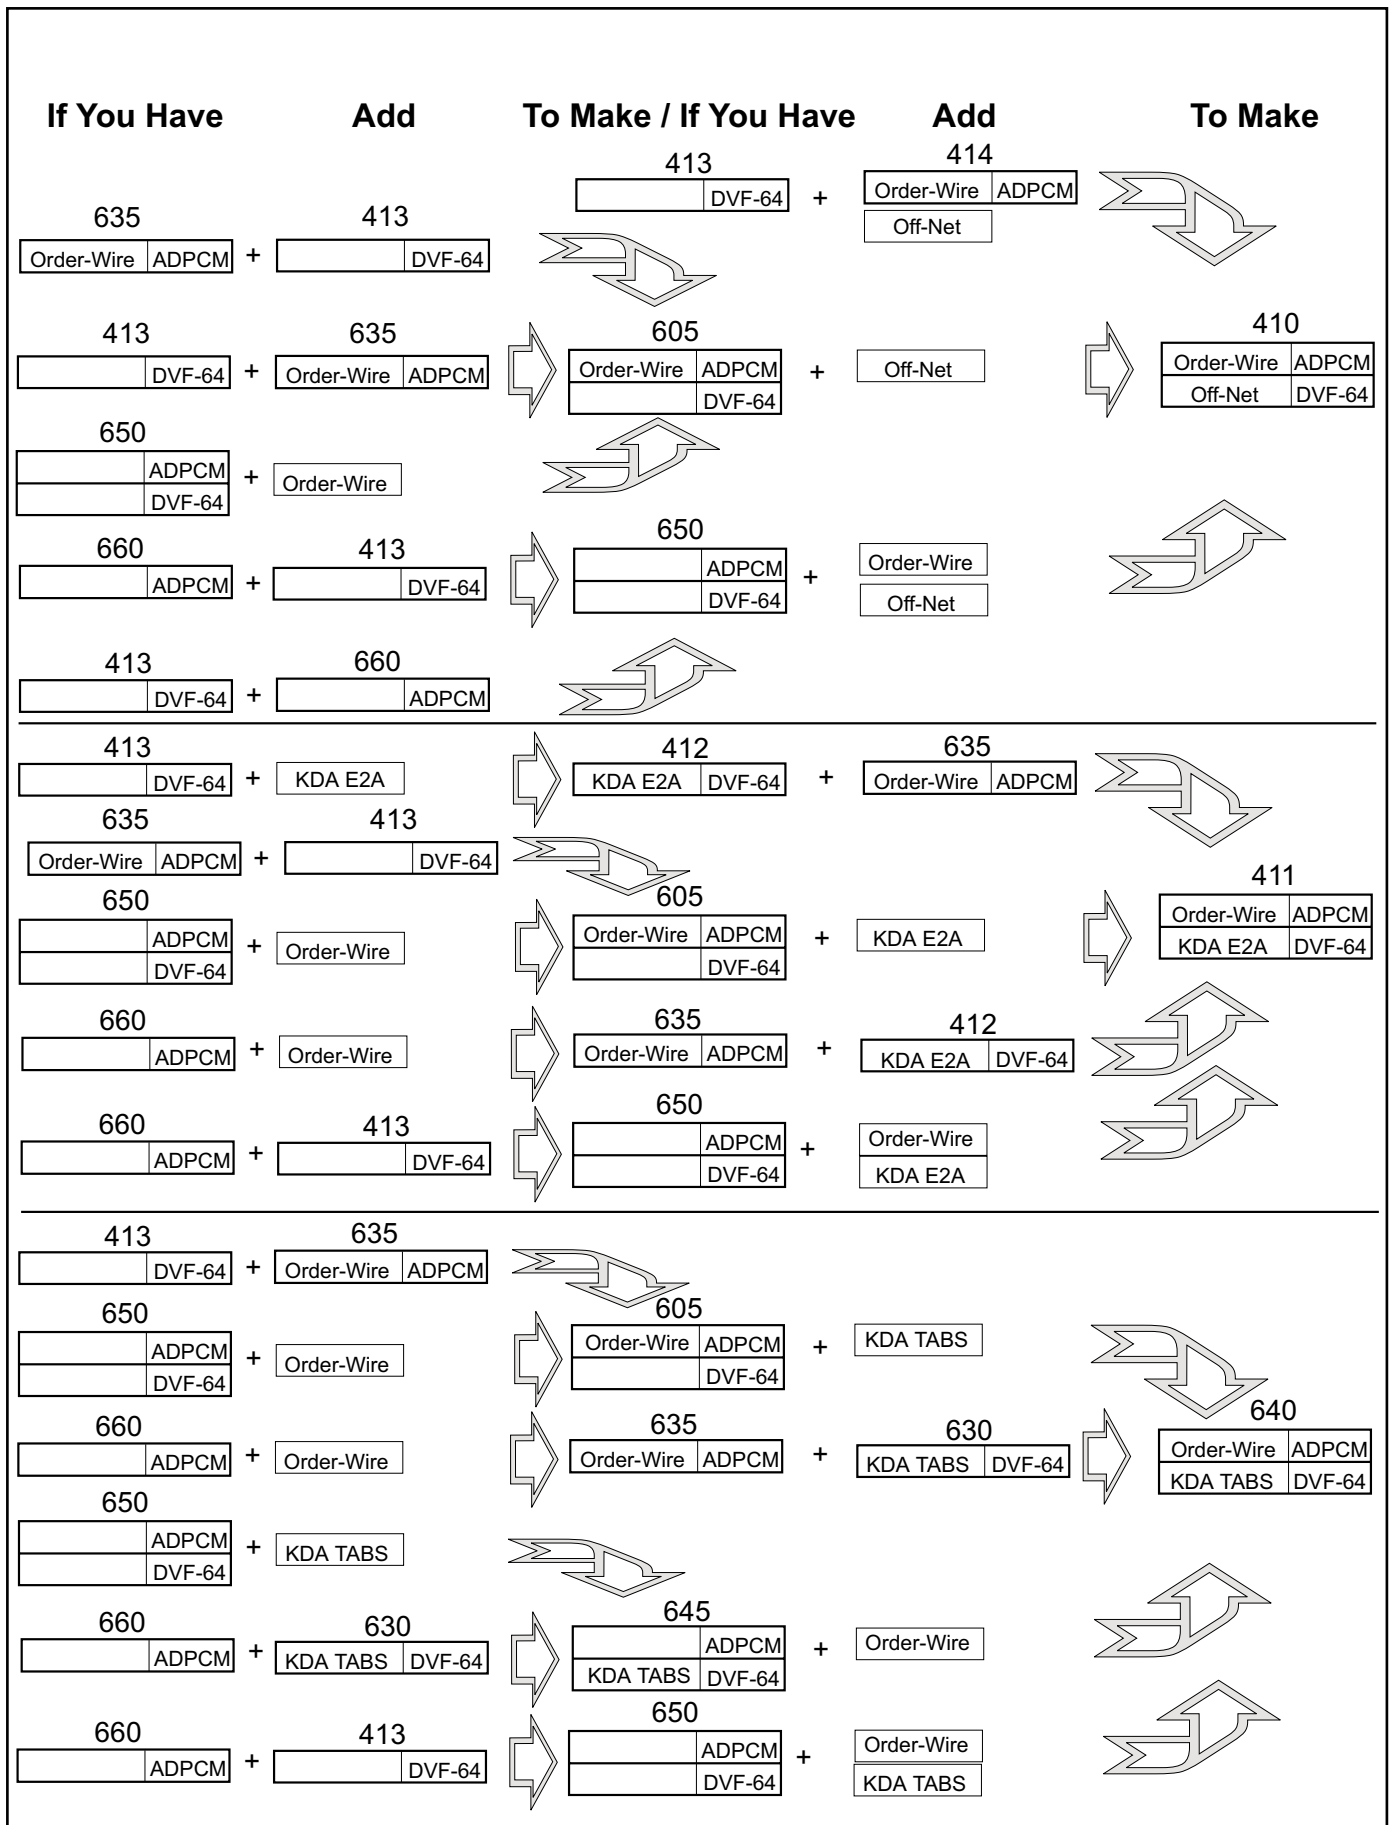 If You Have Add To Make / If You Have Add To Make
413 414
DVF-64 + Order-Wire ADPCM
Off-Net
635 413
Order-Wire ADPCM + DVF-64
413 635 605 410
DVF-64 + Order-Wire ADPCM Order-Wire ADPCM + Off-Net Order-Wire ADPCM
DVF-64 Off-Net DVF-64
650
ADPCM + Order-Wire
DVF-64
660 413 650
ADPCM + DVF-64 ADPCM + Order-Wire
DVF-64 Off-Net
413 660
DVF-64 + ADPCM
413 412 635
DVF-64 + KDA E2A KDA E2A DVF-64 + Order-Wire ADPCM
635 413
Order-Wire ADPCM + DVF-64
650 605 411
ADPCM + Order-Wire Order-Wire ADPCM + KDA E2A Order-Wire ADPCM
DVF-64 DVF-64 KDA E2A DVF-64
660 635 412
ADPCM + Order-Wire Order-Wire ADPCM + KDA E2A DVF-64
660 413 650
ADPCM + DVF-64 ADPCM + Order-Wire
DVF-64 KDA E2A
413 635
DVF-64 + Order-Wire ADPCM
650 605
ADPCM + Order-Wire Order-Wire ADPCM + KDA TABS
DVF-64 DVF-64
660 635 630 640
ADPCM + Order-Wire Order-Wire ADPCM + KDA TABS DVF-64 Order-Wire ADPCM
KDA TABS DVF-64
650
ADPCM + KDA TABS
DVF-64
660 630 645
ADPCM + KDA TABS DVF-64 ADPCM + Order-Wire
KDA TABS DVF-64
660 413 650
ADPCM + DVF-64 ADPCM + Order-Wire
DVF-64 KDA TABS